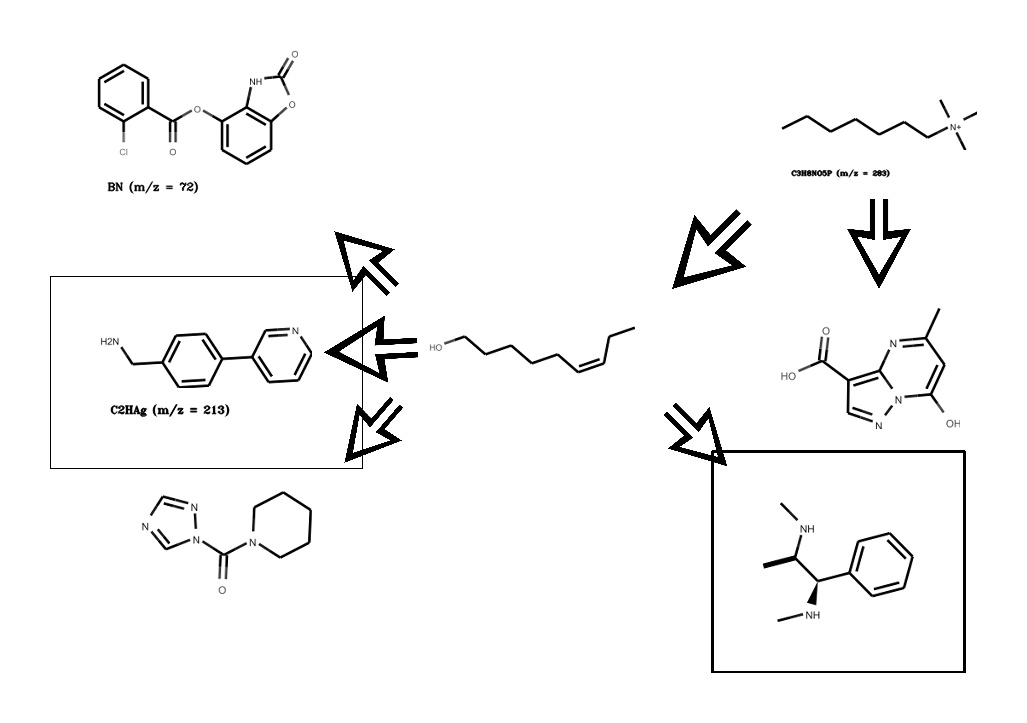 O
NH
O
O
Cl
O
BN (m/z = 72)
N+
C3H8NO5P (m/z = 283)
H2N
N
C2HAg (m/z = 213)
HO
O
N
HO
N
N
OH
N
N
N
N
O
NH
NH